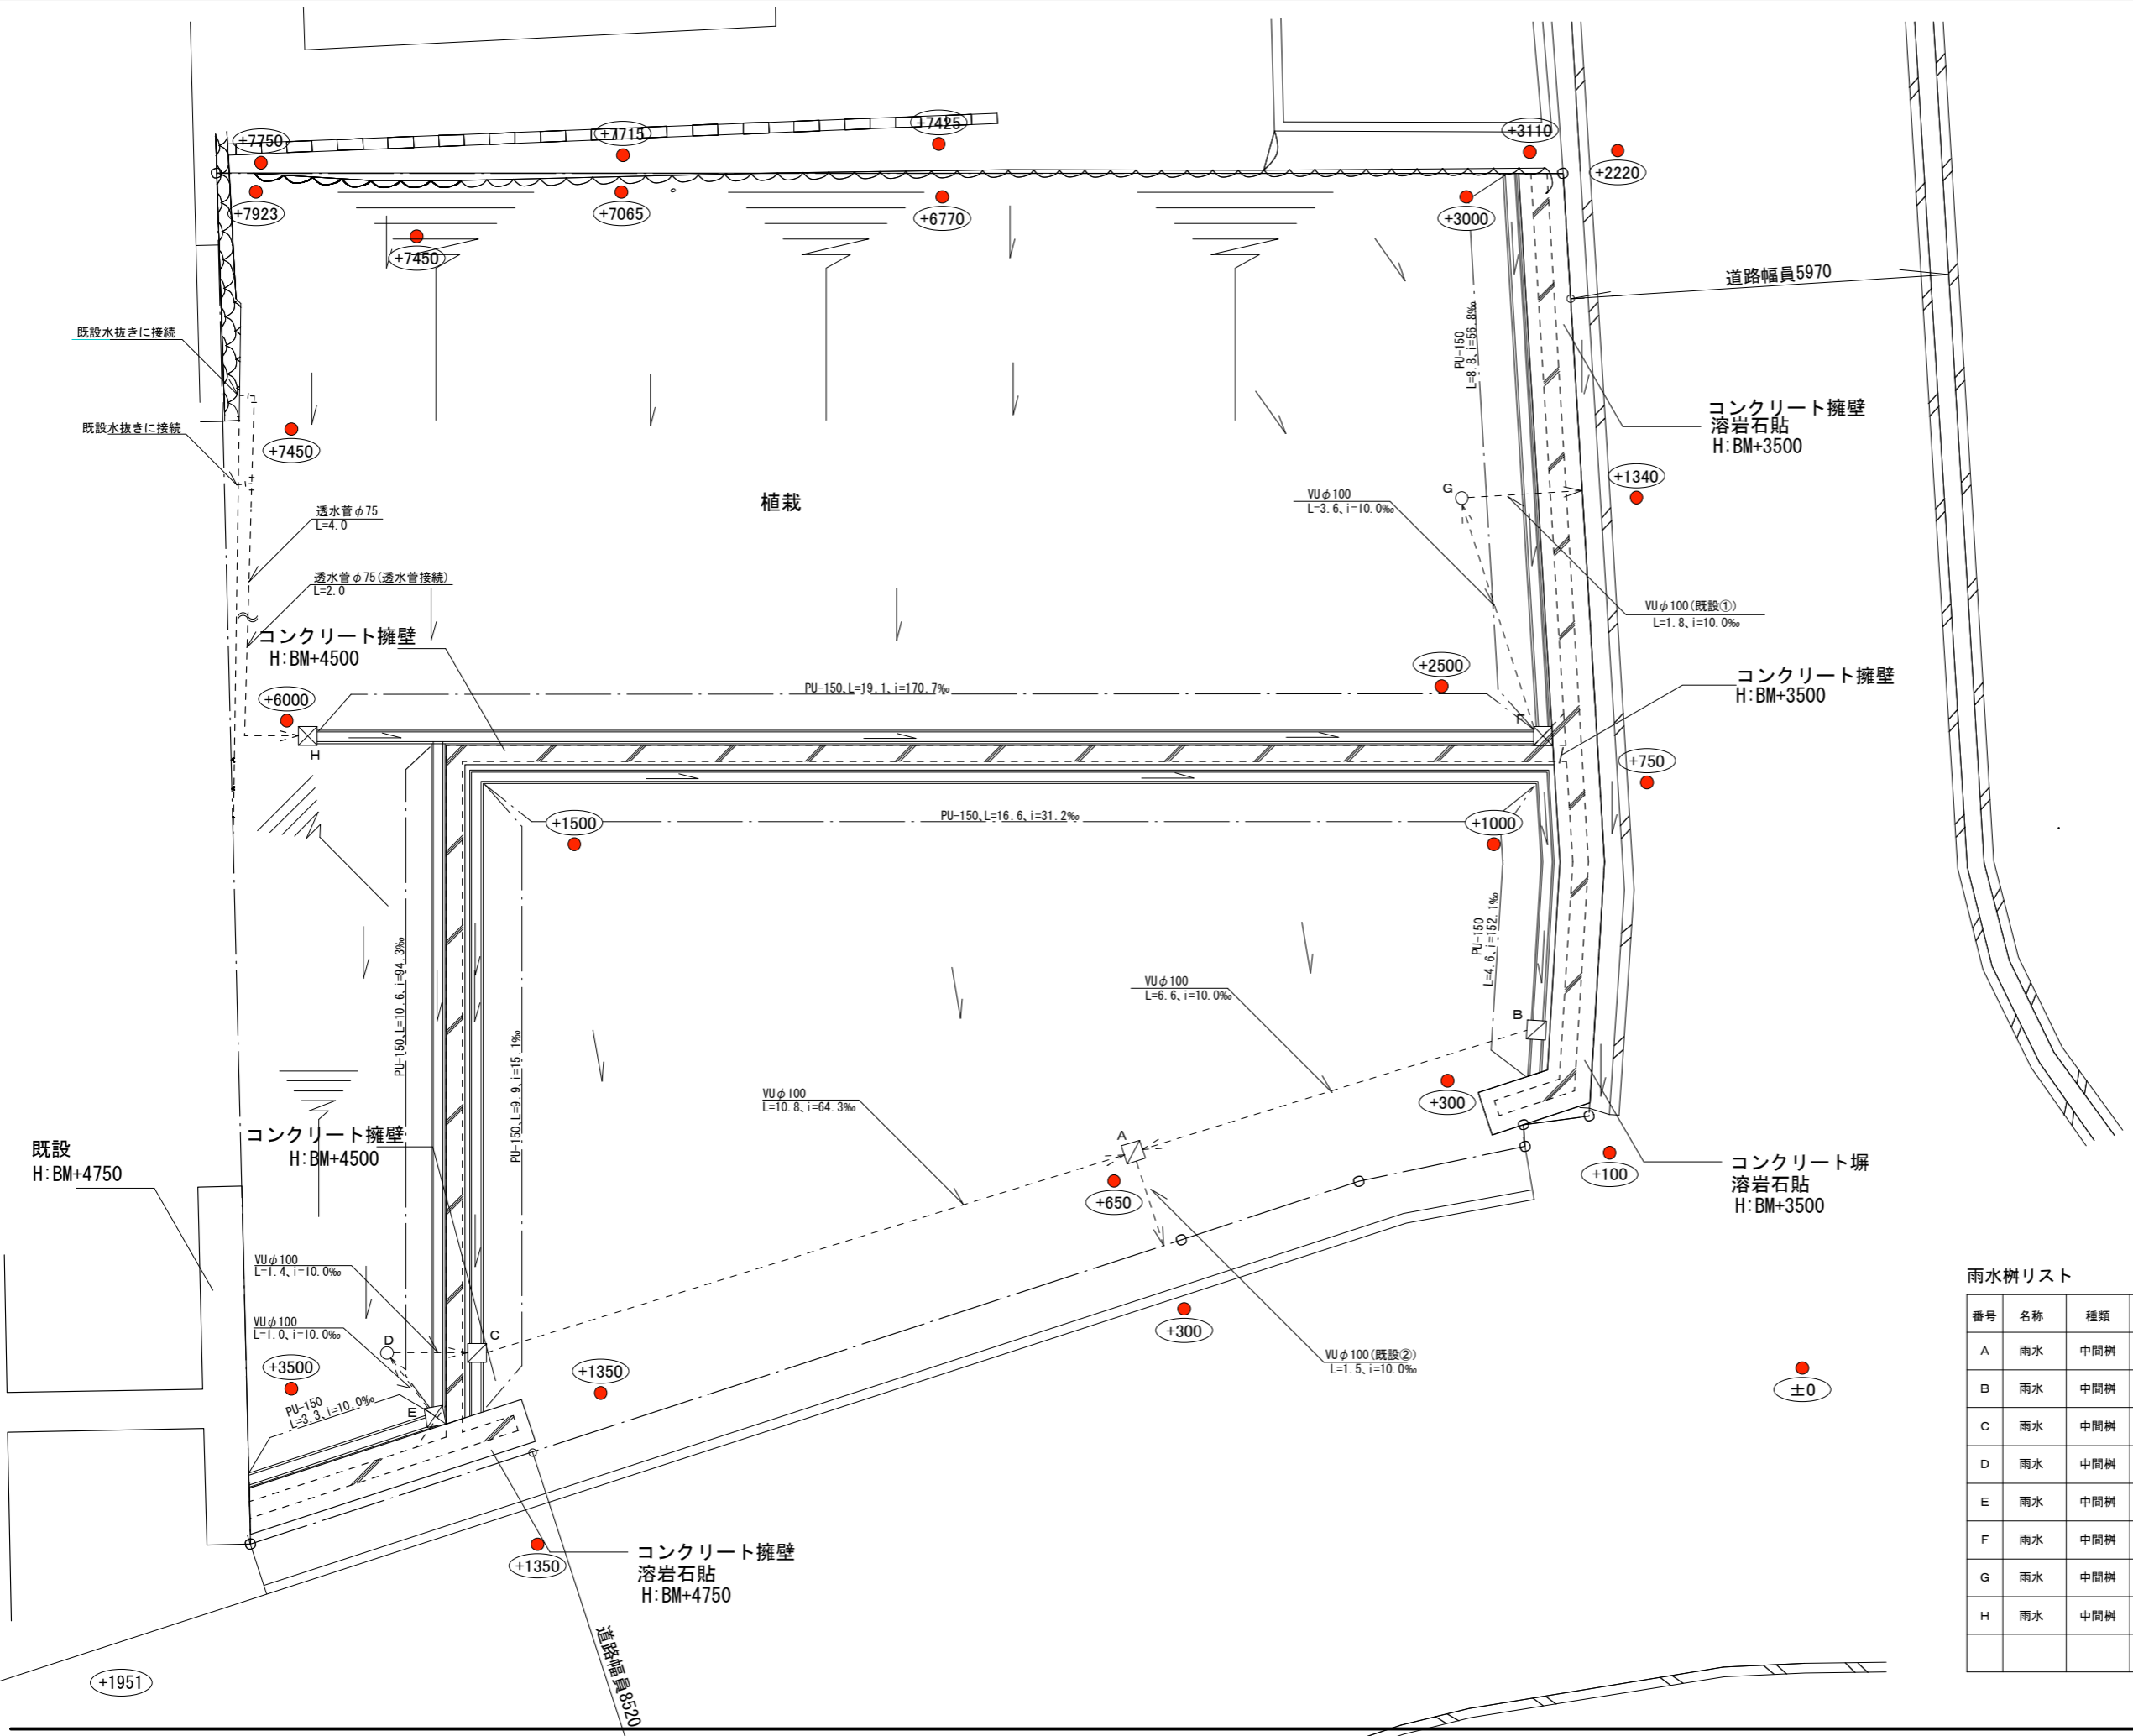 +7750
+7715
+7425
+3110
+2220
+7923
+7065
+6770
+3000
+7450
道路幅員5970
既設水抜きに接続
PU-150
L=8.8、i=56.8‰
コンクリート擁壁
溶岩石貼
H:BM+3500
既設水抜きに接続
+7450
+1340
植栽
G
VUφ100
L=3.6、i=10.0‰
透水菅φ75
L=4.0
透水菅φ75(透水菅接続)
L=2.0
VUφ100(既設①)
L=1.8、i=10.0‰
コンクリート擁壁
H:BM+4500
+2500
コンクリート擁壁
H:BM+3500
+6000
PU-150、L=19.1、i=170.7‰
F
H
+750
+1500
PU-150、L=16.6、i=31.2‰
+1000
PU-150、L=10.6、i=94.3‰
PU-150
L=4.6、i=152.1‰
VUφ100
L=6.6、i=10.0‰
B
PU-150、L=9.9、i=15.1‰
VUφ100
L=10.8、i=64.3‰
+300
既設
H:BM+4750
コンクリート擁壁
H:BM+4500
A
+100
コンクリート塀
溶岩石貼
H:BM+3500
+650
VUφ100
L=1.4、i=10.0‰
VUφ100
L=1.0、i=10.0‰
D
C
+300
VUφ100(既設②)
L=1.5、i=10.0‰
+3500
+1350
±0
PU-150
L=3.3、i=10.0‰
E
+1350
コンクリート擁壁
溶岩石貼
H:BM+4750
道路幅員8520
+1951
雨水桝リスト
番号 名称 種類
A 雨水 中間桝
B 雨水 中間桝
C 雨水 中間桝
D 雨水 中間桝
E 雨水 中間桝
F 雨水 中間桝
G 雨水 中間桝
H 雨水 中間桝